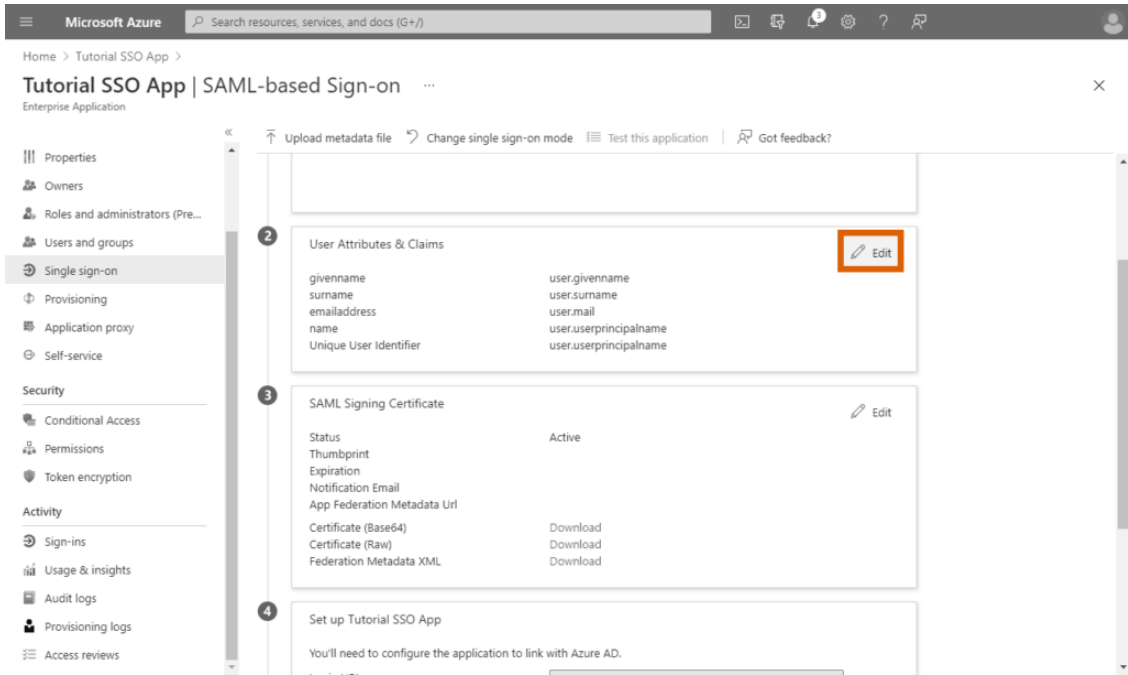 Microsoft Azure
Search resources, services, and docs (G+/)
3
Home > Tutorial SSO App >
Tutorial SSO App | SAML-based Sign-on ...
Enterprise Application
Upload metadata file Change single sign-on mode Test this application Got feedback?
Properties
Owners
Roles and administrators (Pre...
Users and groups
Single sign-on
Provisioning
Application proxy
Self-service
Security
Conditional Access
Permissions
Token encryption
Activity
Sign-ins
Usage & insights
Audit logs
Provisioning logs
Access reviews
2
User Attributes & Claims
Edit
givenname user.givenname
surname user.surname
emailaddress user.mail
name user.userprincipalname
Unique User Identifier user.userprincipalname
3
SAML Signing Certificate
Edit
Status Active
Thumbprint
Expiration
Notification Email
App Federation Metadata Url
Certificate (Base64) Download
Certificate (Raw) Download
Federation Metadata XML Download
4
Set up Tutorial SSO App
You'll need to configure the application to link with Azure AD.